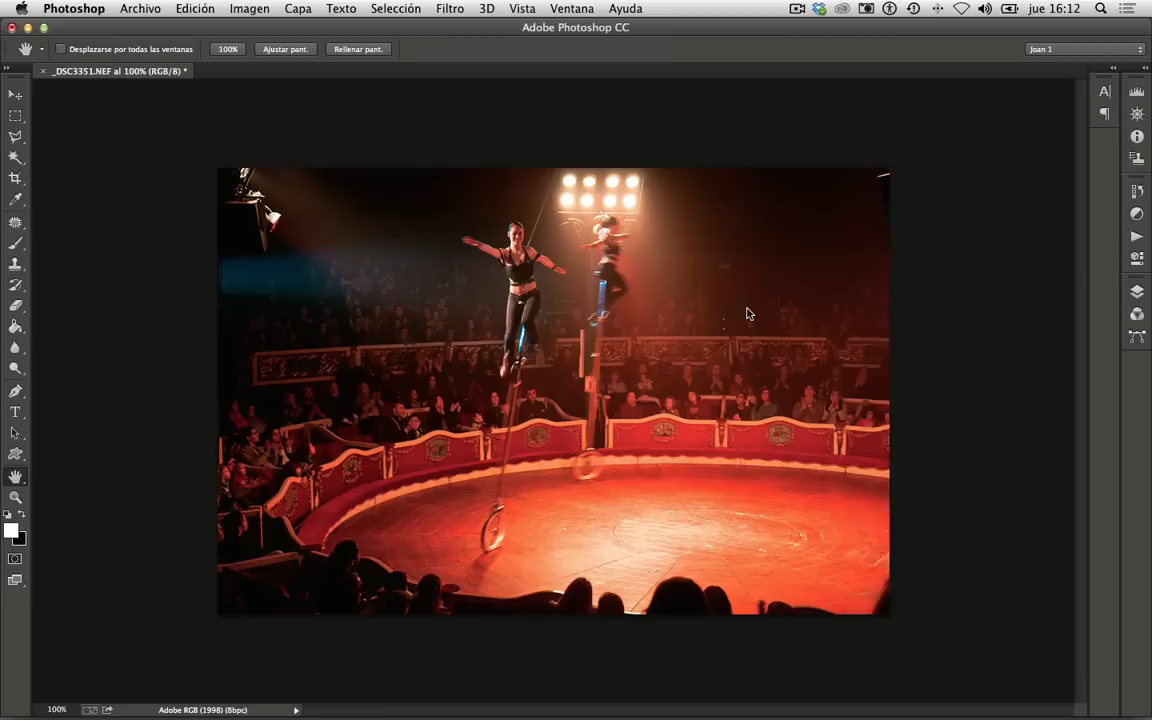 Photoshop Archivo Edición Imagen Capa Texto Selección Filtro 3D Vista Ventana Ayuda jue 16:12
Adobe Photoshop CC
Desplazarse por todas las ventanas 100% Ajustar pant. Rellenar pant. Joan 1
_DSC3351.NEF al 100% (RGB/8) *
100% Adobe RGB (1998) (8bpc)